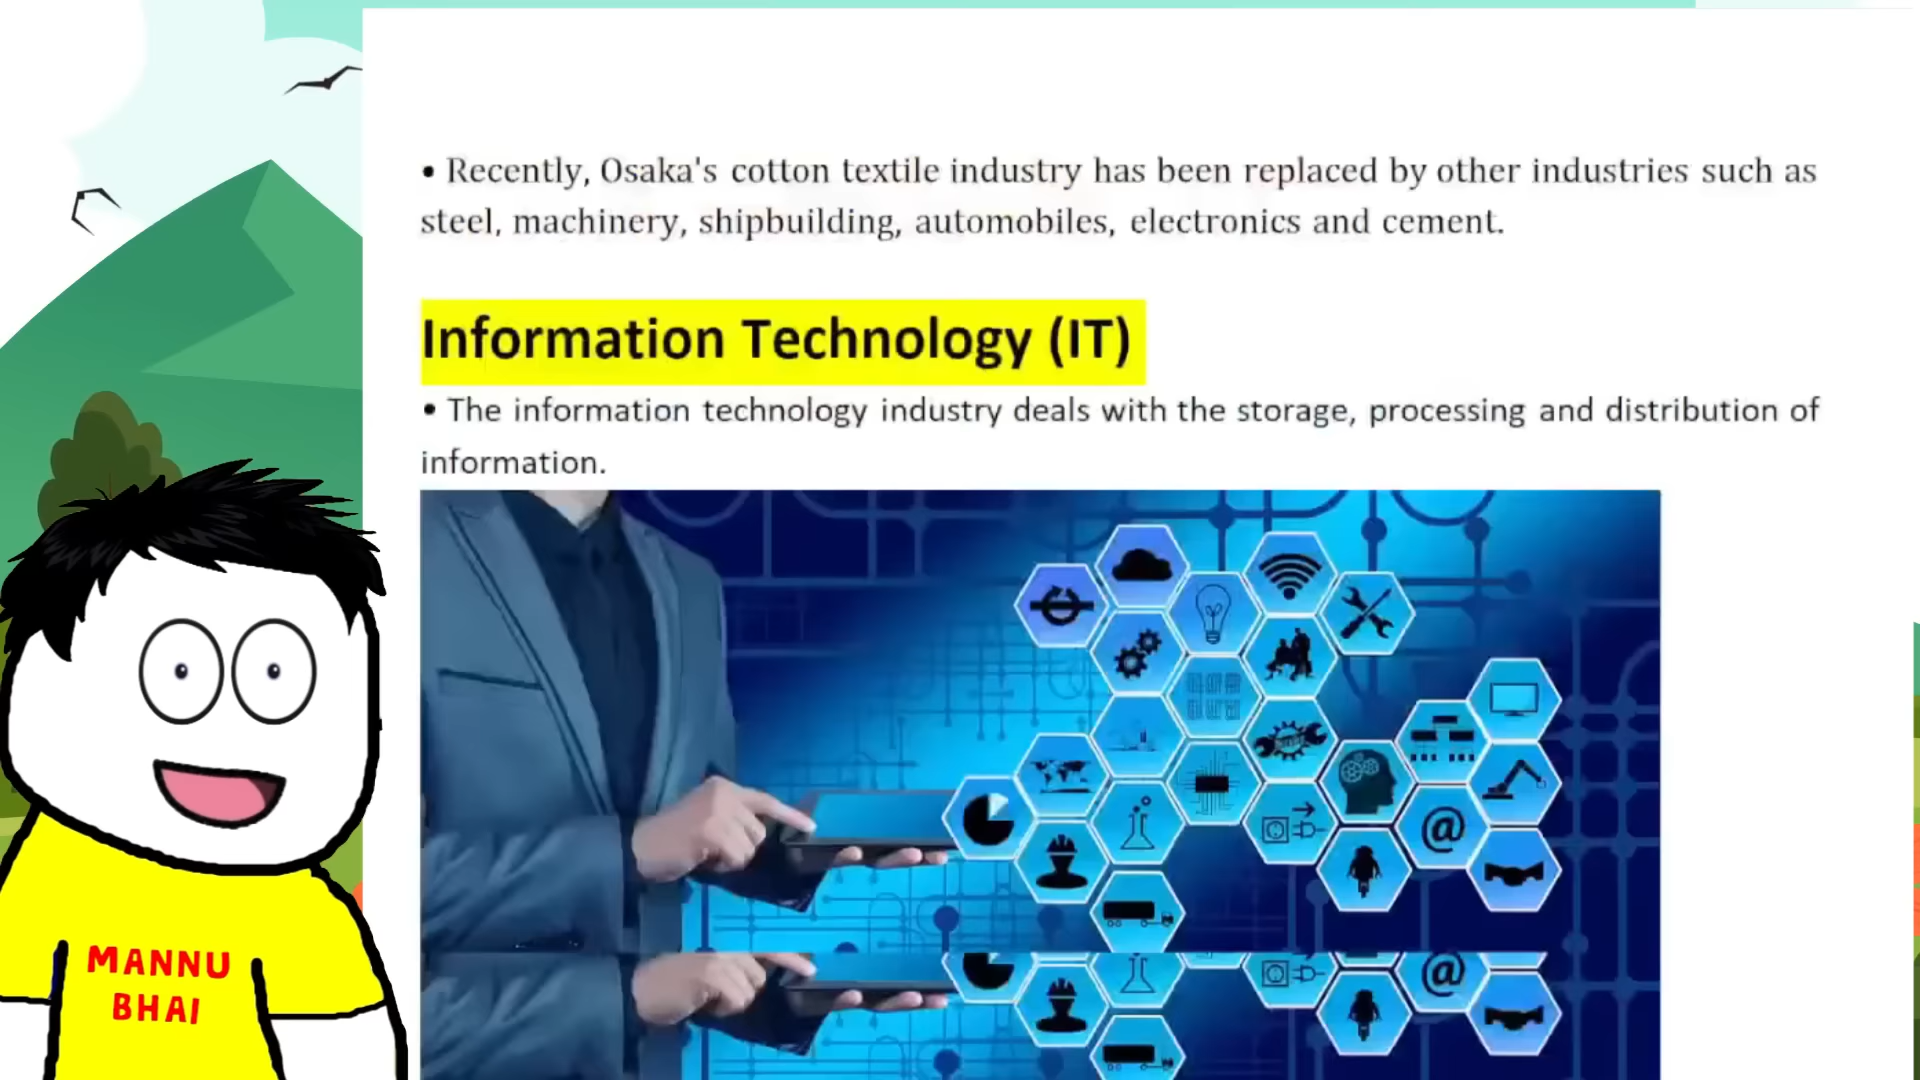 • Recently, Osaka's cotton textile industry has been replaced by other industries such as
steel, machinery, shipbuilding, automobiles, electronics and cement.
Information Technology (IT)
• The information technology industry deals with the storage, processing and distribution of
information.
@
@
MANNU
BHAI